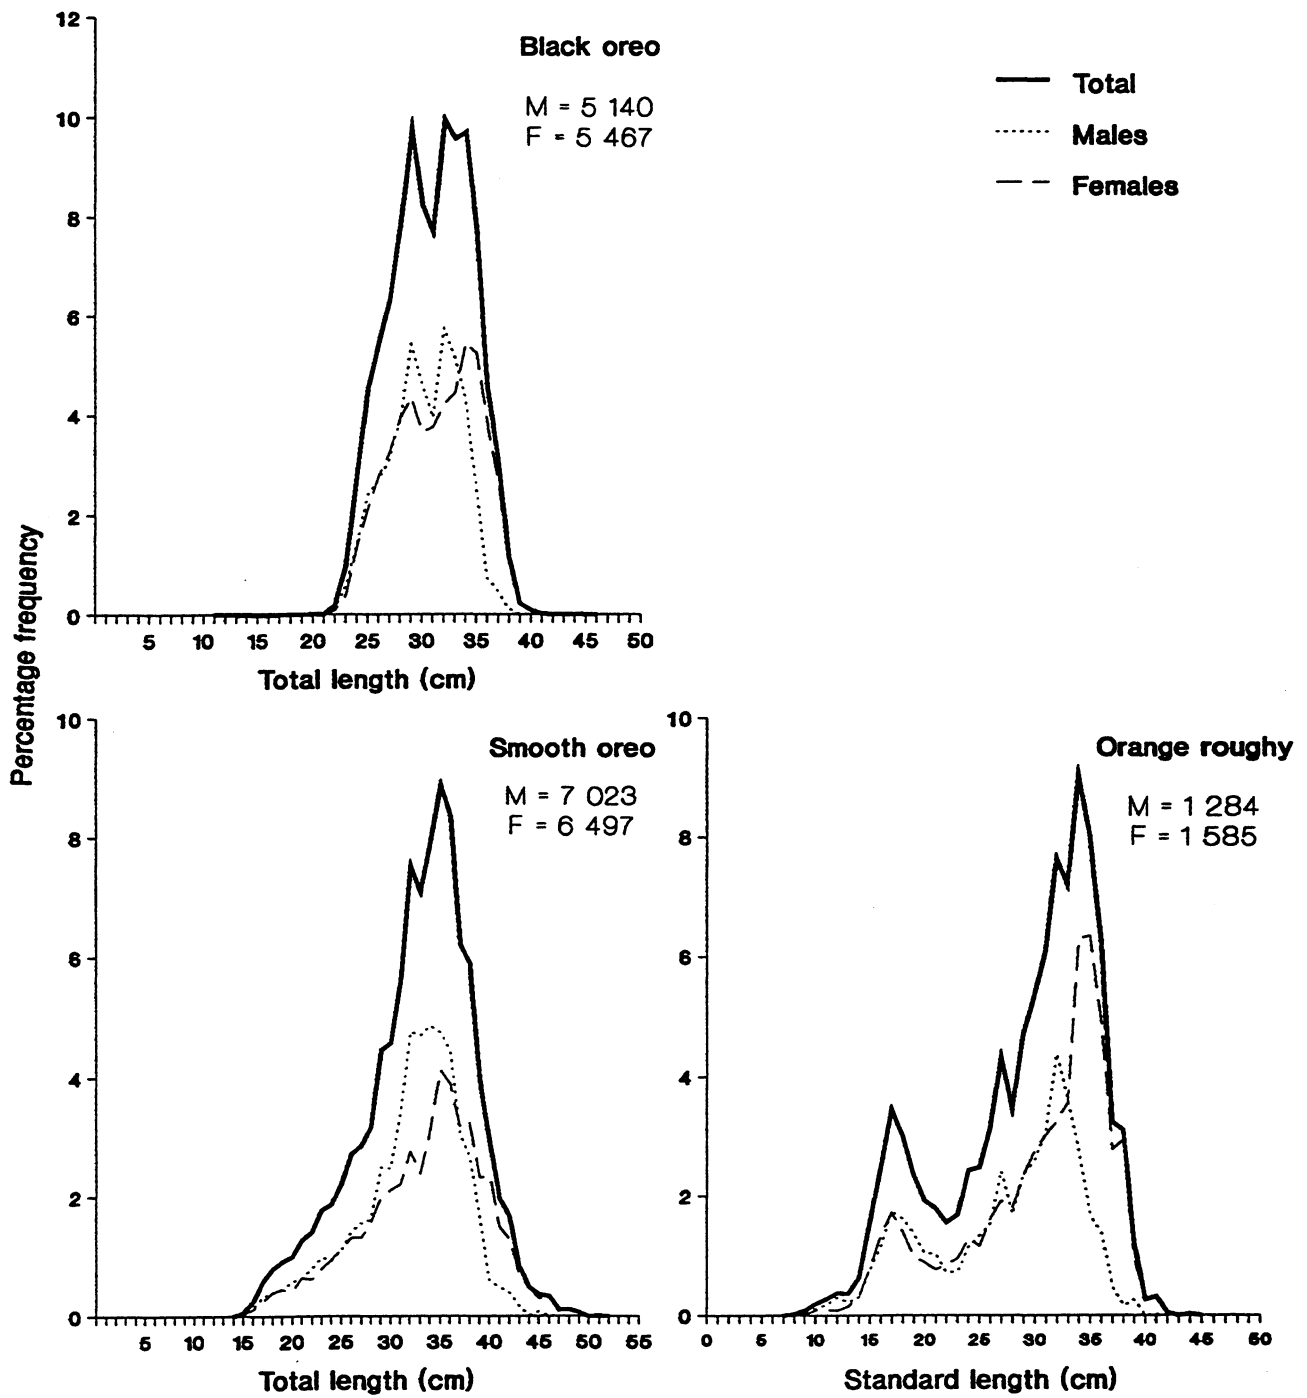 12
10
8
6
4
2
0
Black oreo
M = 5 140
F = 5 467
Total
Males
Females
5 10 15 20 25 30 35 40 45 50
Total length (cm)
Percentage frequency
10
8
6
4
2
0
Smooth oreo
M = 7 023
F = 6 497
5 10 15 20 25 30 35 40 45 50 55
Total length (cm)
10
8
6
4
2
0
Orange roughy
M = 1 284
F = 1 585
0 5 10 15 20 25 30 35 40 45 50
Standard length (cm)